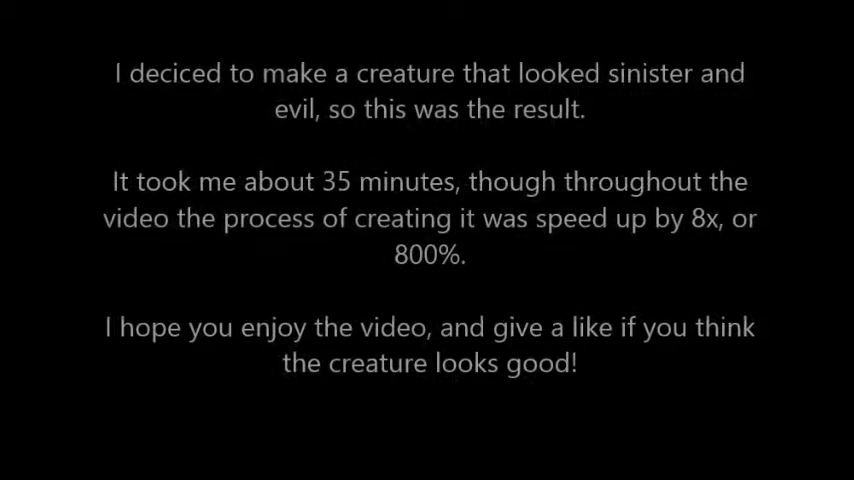 I deciced to make a creature that looked sinister and
evil, so this was the result.
It took me about 35 minutes, though throughout the
video the process of creating it was speed up by 8x, or
800%.
I hope you enjoy the video, and give a like if you think
the creature looks good!